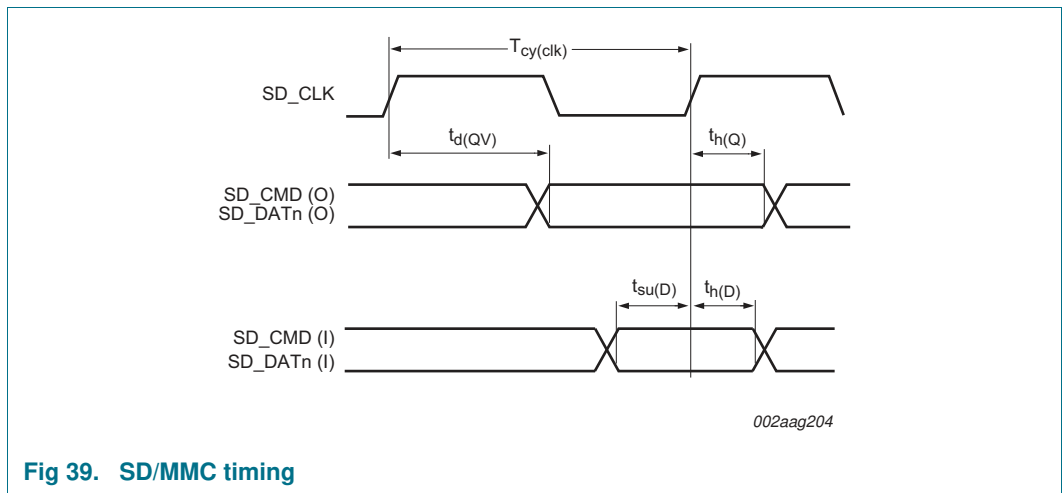 T_cy(clk)
SD_CLK
t_d(QV)
t_h(Q)
SD_CMD (O)
SD_DATn (O)
t_su(D)
t_h(D)
SD_CMD (I)
SD_DATn (I)
002aag204
Fig 39. SD/MMC timing